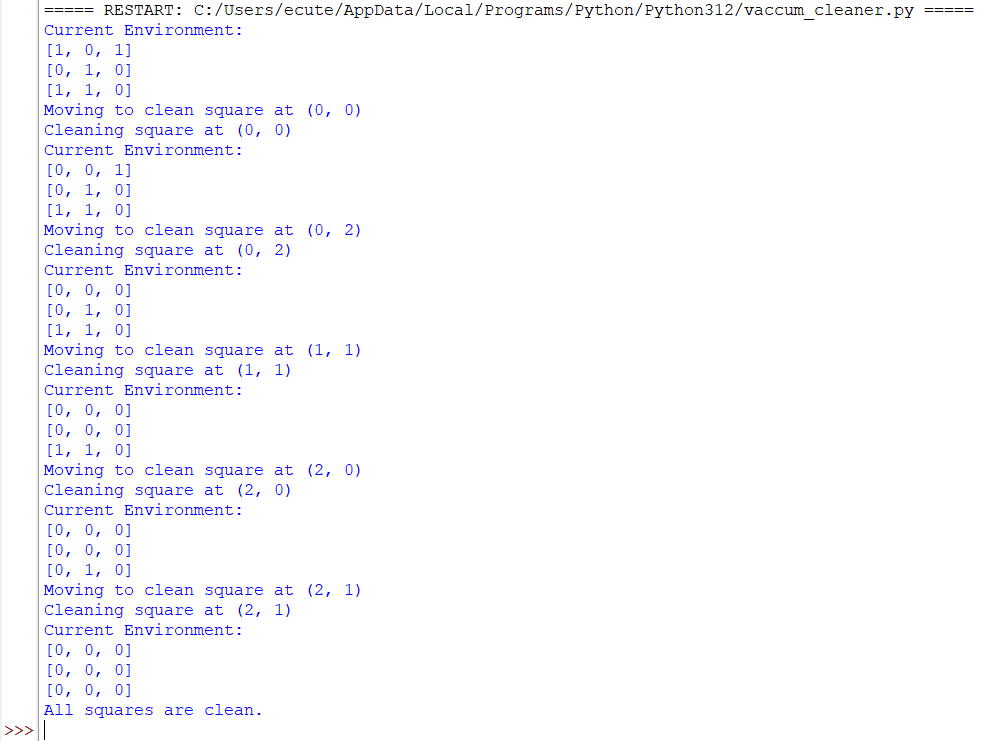 ===== RESTART: C:/Users/ecute/AppData/Local/Programs/Python/Python312/vaccum_cleaner.py =====
Current Environment:
[1, 0, 1]
[0, 1, 0]
[1, 1, 0]
Moving to clean square at (0, 0)
Cleaning square at (0, 0)
Current Environment:
[0, 0, 1]
[0, 1, 0]
[1, 1, 0]
Moving to clean square at (0, 2)
Cleaning square at (0, 2)
Current Environment:
[0, 0, 0]
[0, 1, 0]
[1, 1, 0]
Moving to clean square at (1, 1)
Cleaning square at (1, 1)
Current Environment:
[0, 0, 0]
[0, 0, 0]
[1, 1, 0]
Moving to clean square at (2, 0)
Cleaning square at (2, 0)
Current Environment:
[0, 0, 0]
[0, 0, 0]
[0, 1, 0]
Moving to clean square at (2, 1)
Cleaning square at (2, 1)
Current Environment:
[0, 0, 0]
[0, 0, 0]
[0, 0, 0]
All squares are clean.
>>>